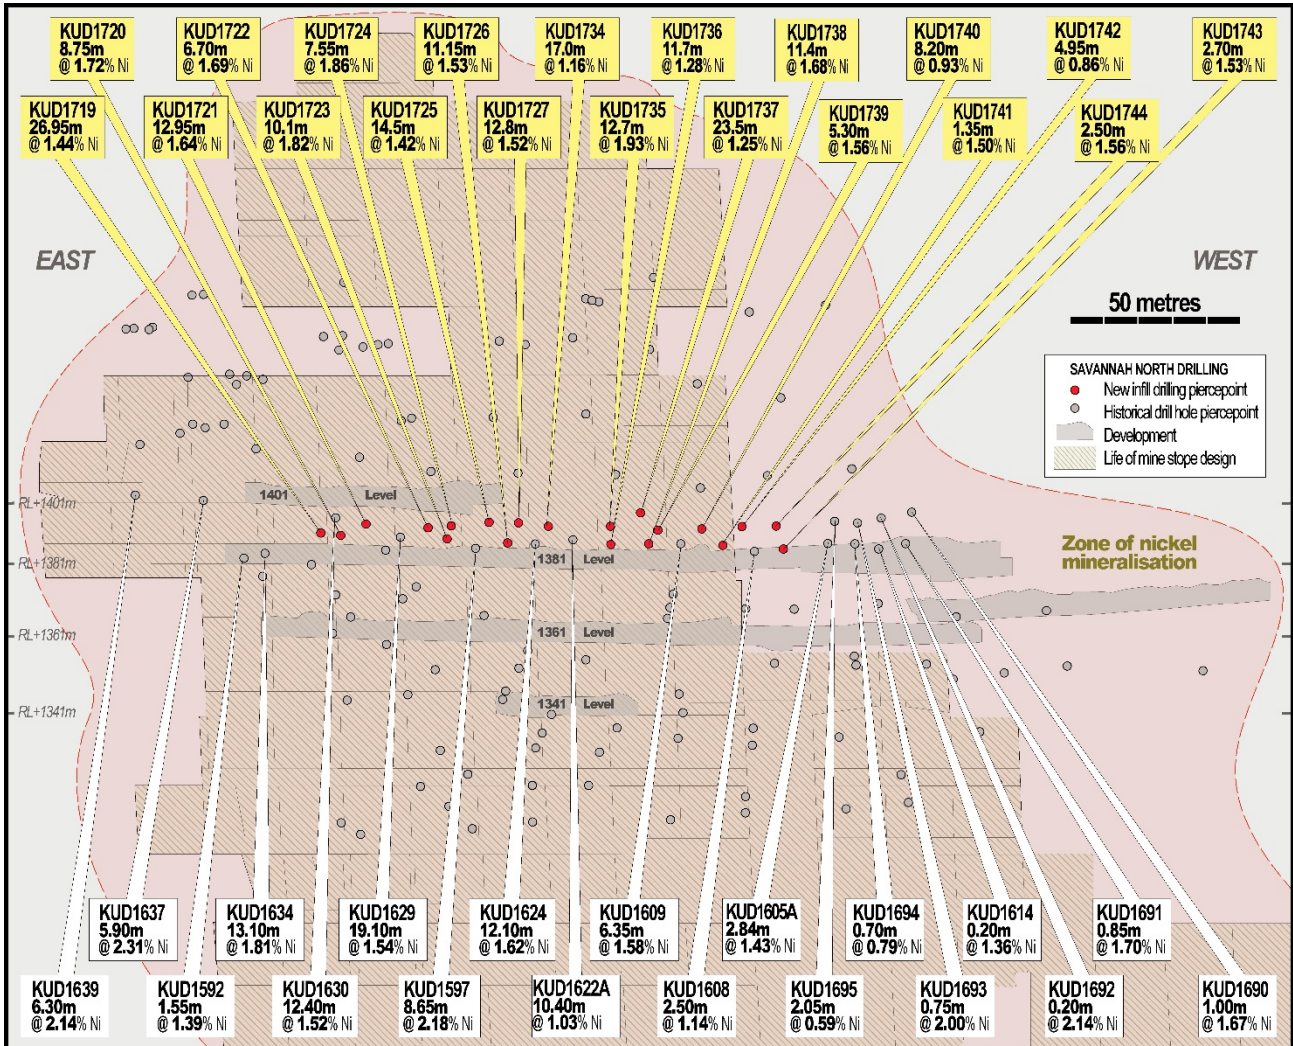 KUD1720
8.75m
@ 1.72% Ni
KUD1722
6.70m
@ 1.69% Ni
KUD1724
7.55m
@ 1.86% Ni
KUD1726
11.15m
@ 1.53% Ni
KUD1734
17.0m
@ 1.16% Ni
KUD1736
11.7m
@ 1.28% Ni
KUD1738
11.4m
@ 1.68% Ni
KUD1740
8.20m
@ 0.93% Ni
KUD1742
4.95m
@ 0.86% Ni
KUD1743
2.70m
@ 1.53% Ni
KUD1719
26.95m
@ 1.44% Ni
KUD1721
12.95m
@ 1.64% Ni
KUD1723
10.1m
@ 1.82% Ni
KUD1725
14.5m
@ 1.42% Ni
KUD1727
12.8m
@ 1.52% Ni
KUD1735
12.7m
@ 1.93% Ni
KUD1737
23.5m
@ 1.25% Ni
KUD1739
5.30m
@ 1.56% Ni
KUD1741
1.35m
@ 1.50% Ni
KUD1744
2.50m
@ 1.56% Ni
EAST
WEST
50 metres
SAVANNAH NORTH DRILLING
New infill drilling piercepoint
Historical drill hole piercepoint
Development
Life of mine stope design
RL+1401m
1401 Level
RL+1381m
1381 Level
Zone of nickel
mineralisation
RL+1361m
1361 Level
RL+1341m
1341 Level
KUD1637
5.90m
@ 2.31% Ni
KUD1634
13.10m
@ 1.81% Ni
KUD1629
19.10m
@ 1.54% Ni
KUD1624
12.10m
@ 1.62% Ni
KUD1609
6.35m
@ 1.58% Ni
KUD1605A
2.84m
@ 1.43% Ni
KUD1694
0.70m
@ 0.79% Ni
KUD1614
0.20m
@ 1.36% Ni
KUD1691
0.85m
@ 1.70% Ni
KUD1639
6.30m
@ 2.14% Ni
KUD1592
1.55m
@ 1.39% Ni
KUD1630
12.40m
@ 1.52% Ni
KUD1597
8.65m
@ 2.18% Ni
KUD1622A
10.40m
@ 1.03% Ni
KUD1608
2.50m
@ 1.14% Ni
KUD1695
2.05m
@ 0.59% Ni
KUD1693
0.75m
@ 2.00% Ni
KUD1692
0.20m
@ 2.14% Ni
KUD1690
1.00m
@ 1.67% Ni